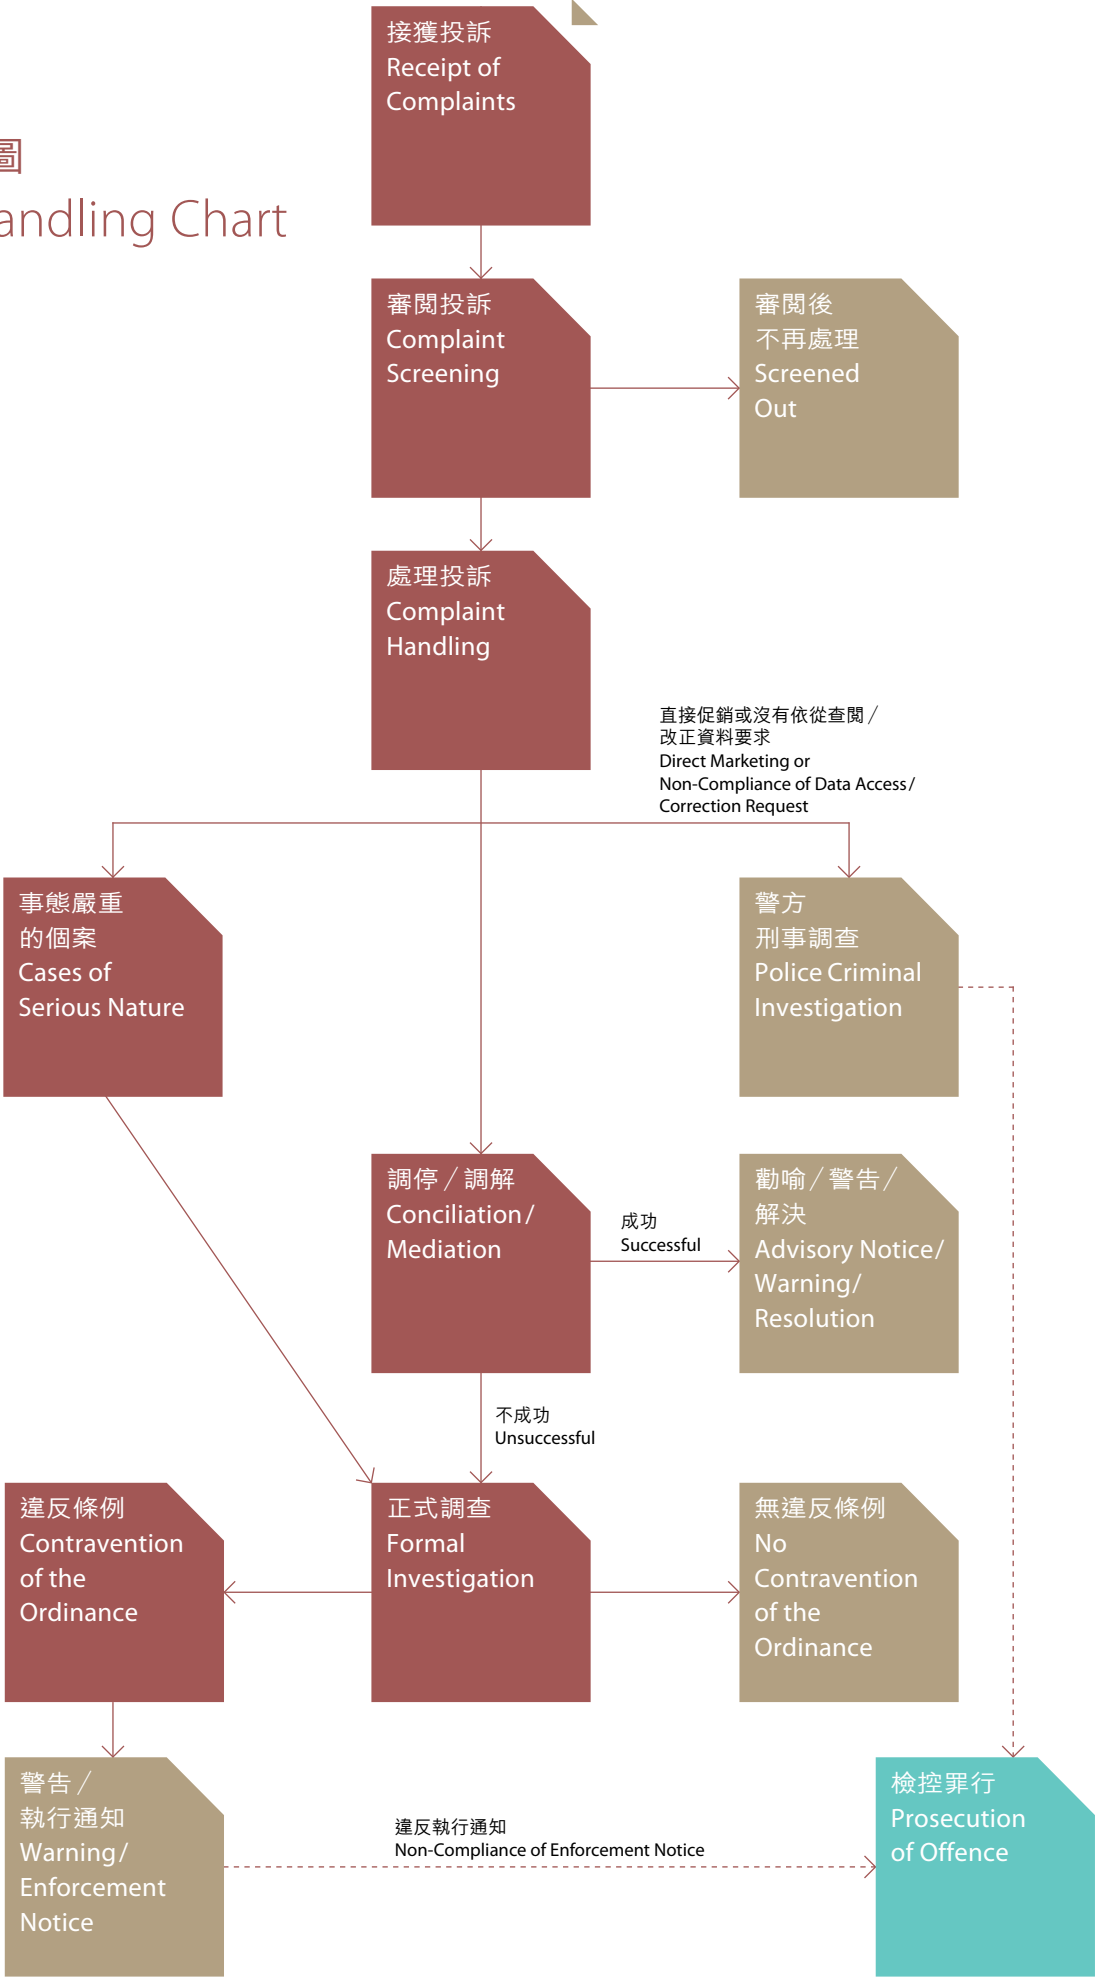 接獲投訴
Receipt of
Complaints
圖
andling Chart
審閱投訴
Complaint
Screening
審閱後
不再處理
Screened
Out
處理投訴
Complaint
Handling
直接促銷或沒有依從查閱／
改正資料要求
Direct Marketing or
Non-Compliance of Data Access/
Correction Request
事態嚴重
的個案
Cases of
Serious Nature
警方
刑事調查
Police Criminal
Investigation
調停／調解
Conciliation/
Mediation
成功
Successful
勸喻／警告／
解決
Advisory Notice/
Warning/
Resolution
不成功
Unsuccessful
違反條例
Contravention
of the
Ordinance
正式調查
Formal
Investigation
無違反條例
No
Contravention
of the
Ordinance
警告／
執行通知
Warning/
Enforcement
Notice
違反執行通知
Non-Compliance of Enforcement Notice
檢控罪行
Prosecution
of Offence